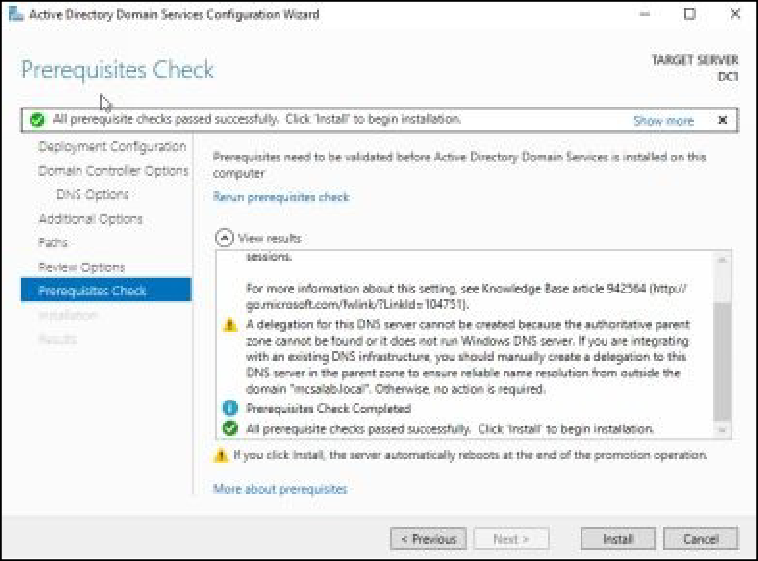 Active Directory Domain Services Configuration Wizard
Prerequisites Check
TARGET SERVER
DC1
All prerequisite checks passed successfully. Click 'Install' to begin installation.
Show more
Deployment Configuration
Domain Controller Options
DNS Options
Additional Options
Paths
Review Options
Prerequisites Check
Installation
Results
Prerequisites need to be validated before Active Directory Domain Services is installed on this
computer
Rerun prerequisites check
View results
sessions.
For more information about this setting, see Knowledge Base article 942564 (http://
go.microsoft.com/fwlink/?LinkId=104751).
A delegation for this DNS server cannot be created because the authoritative parent
zone cannot be found or it does not run Windows DNS server. If you are integrating
with an existing DNS infrastructure, you should manually create a delegation to this
DNS server in the parent zone to ensure reliable name resolution from outside the
domain "mcsalab.local". Otherwise, no action is required.
Prerequisites Check Completed
All prerequisite checks passed successfully. Click 'Install' to begin installation.
If you click Install, the server automatically reboots at the end of the promotion operation.
More about prerequisites
< Previous
Next >
Install
Cancel